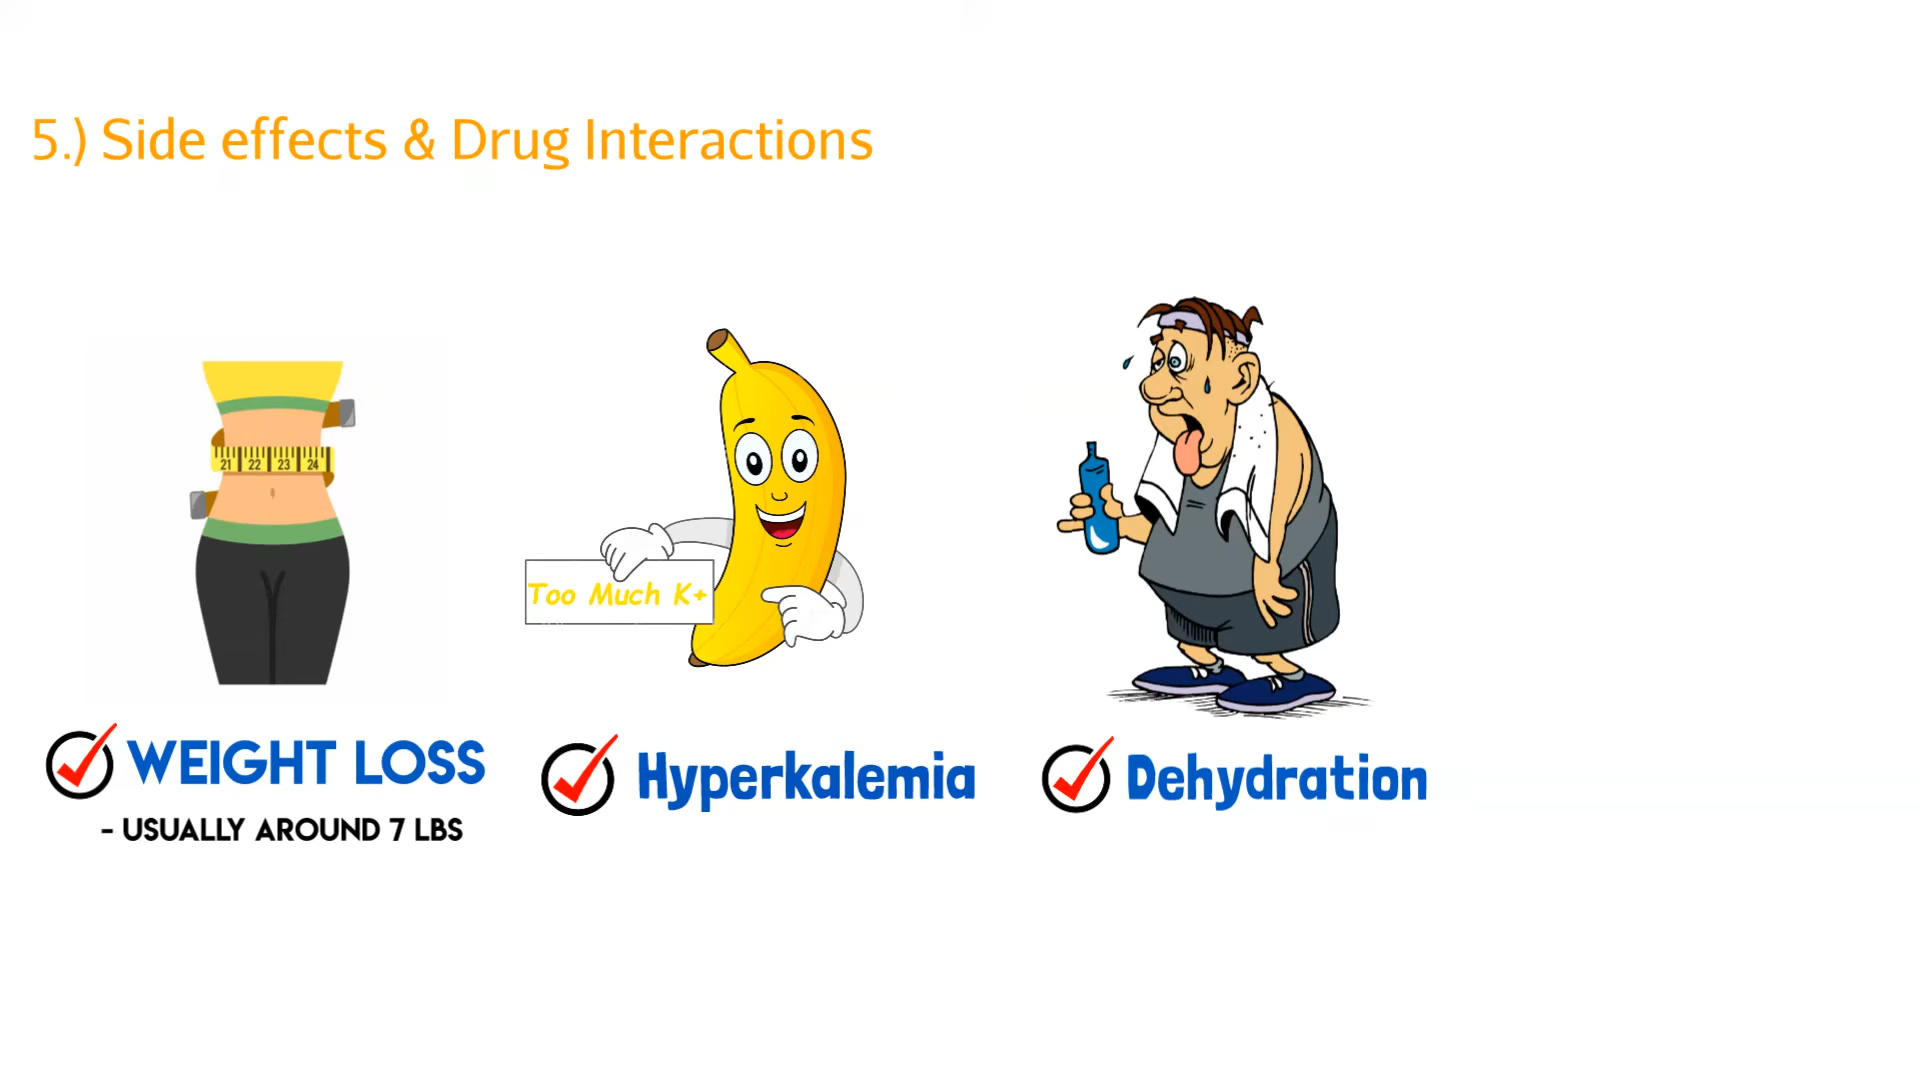 5.) Side effects & Drug Interactions
21 22 23 24
Too Much K+
WEIGHT LOSS
- USUALLY AROUND 7 LBS
Hyperkalemia
Dehydration